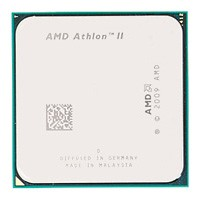 AMD Athlon™ II
AMD
© 2009 AMD
DIFFUSED IN GERMANY
MADE IN MALAYSIA